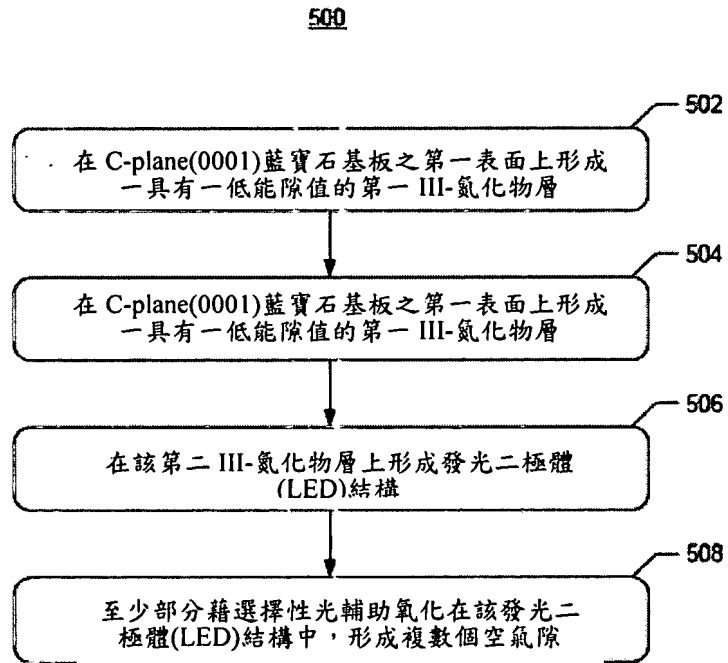 500
502
在 C-plane(0001)藍寶石基板之第一表面上形成
一具有一低能隙值的第一 III-氮化物層
504
在 C-plane(0001)藍寶石基板之第一表面上形成
一具有一低能隙值的第一 III-氮化物層
506
在該第二 III-氮化物層上形成發光二極體
(LED)結構
508
至少部分藉選擇性光輔助氧化在該發光二
極體(LED)結構中，形成複數個空氣隙